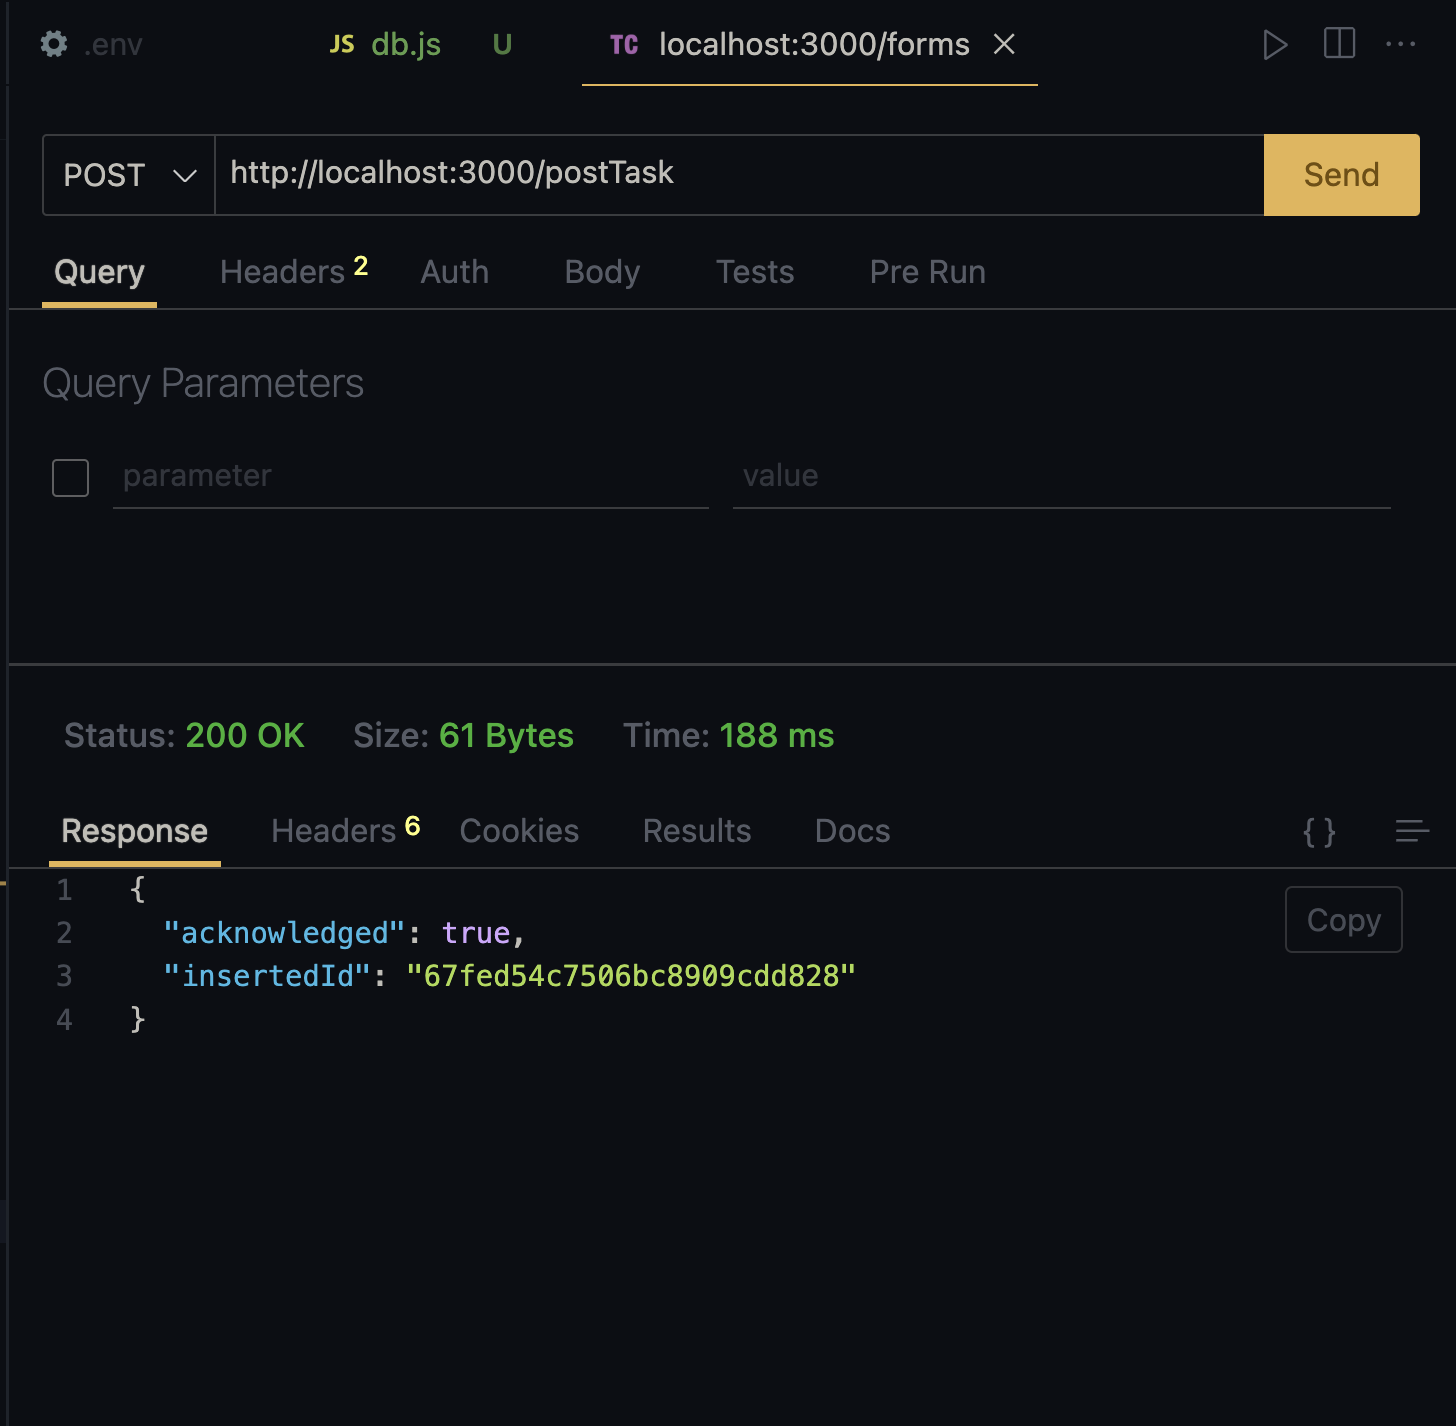 .env JS db.js U TC localhost:3000/forms
POST http://localhost:3000/postTask Send
Query Headers 2 Auth Body Tests Pre Run
Query Parameters
parameter value
Status: 200 OK Size: 61 Bytes Time: 188 ms
Response Headers 6 Cookies Results Docs { }
1 {
Copy
2 "acknowledged": true,
3 "insertedId": "67fed54c7506bc8909cdd828"
4 }